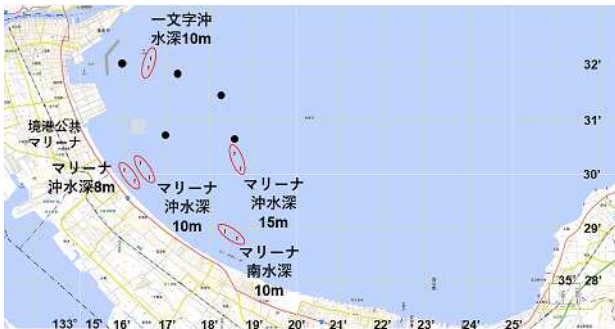 一文字沖
水深10m
32′
31′
境港公共
マリーナ
マリーナ
沖水深8m
マリーナ
沖水深
10m
マリーナ
沖水深
15m
30′
29′
マリーナ
南水深
10m
35° 28′
133° 15′ 16′ 17′ 18′ 19′ 20′ 21′ 22′ 23′ 24′ 25′